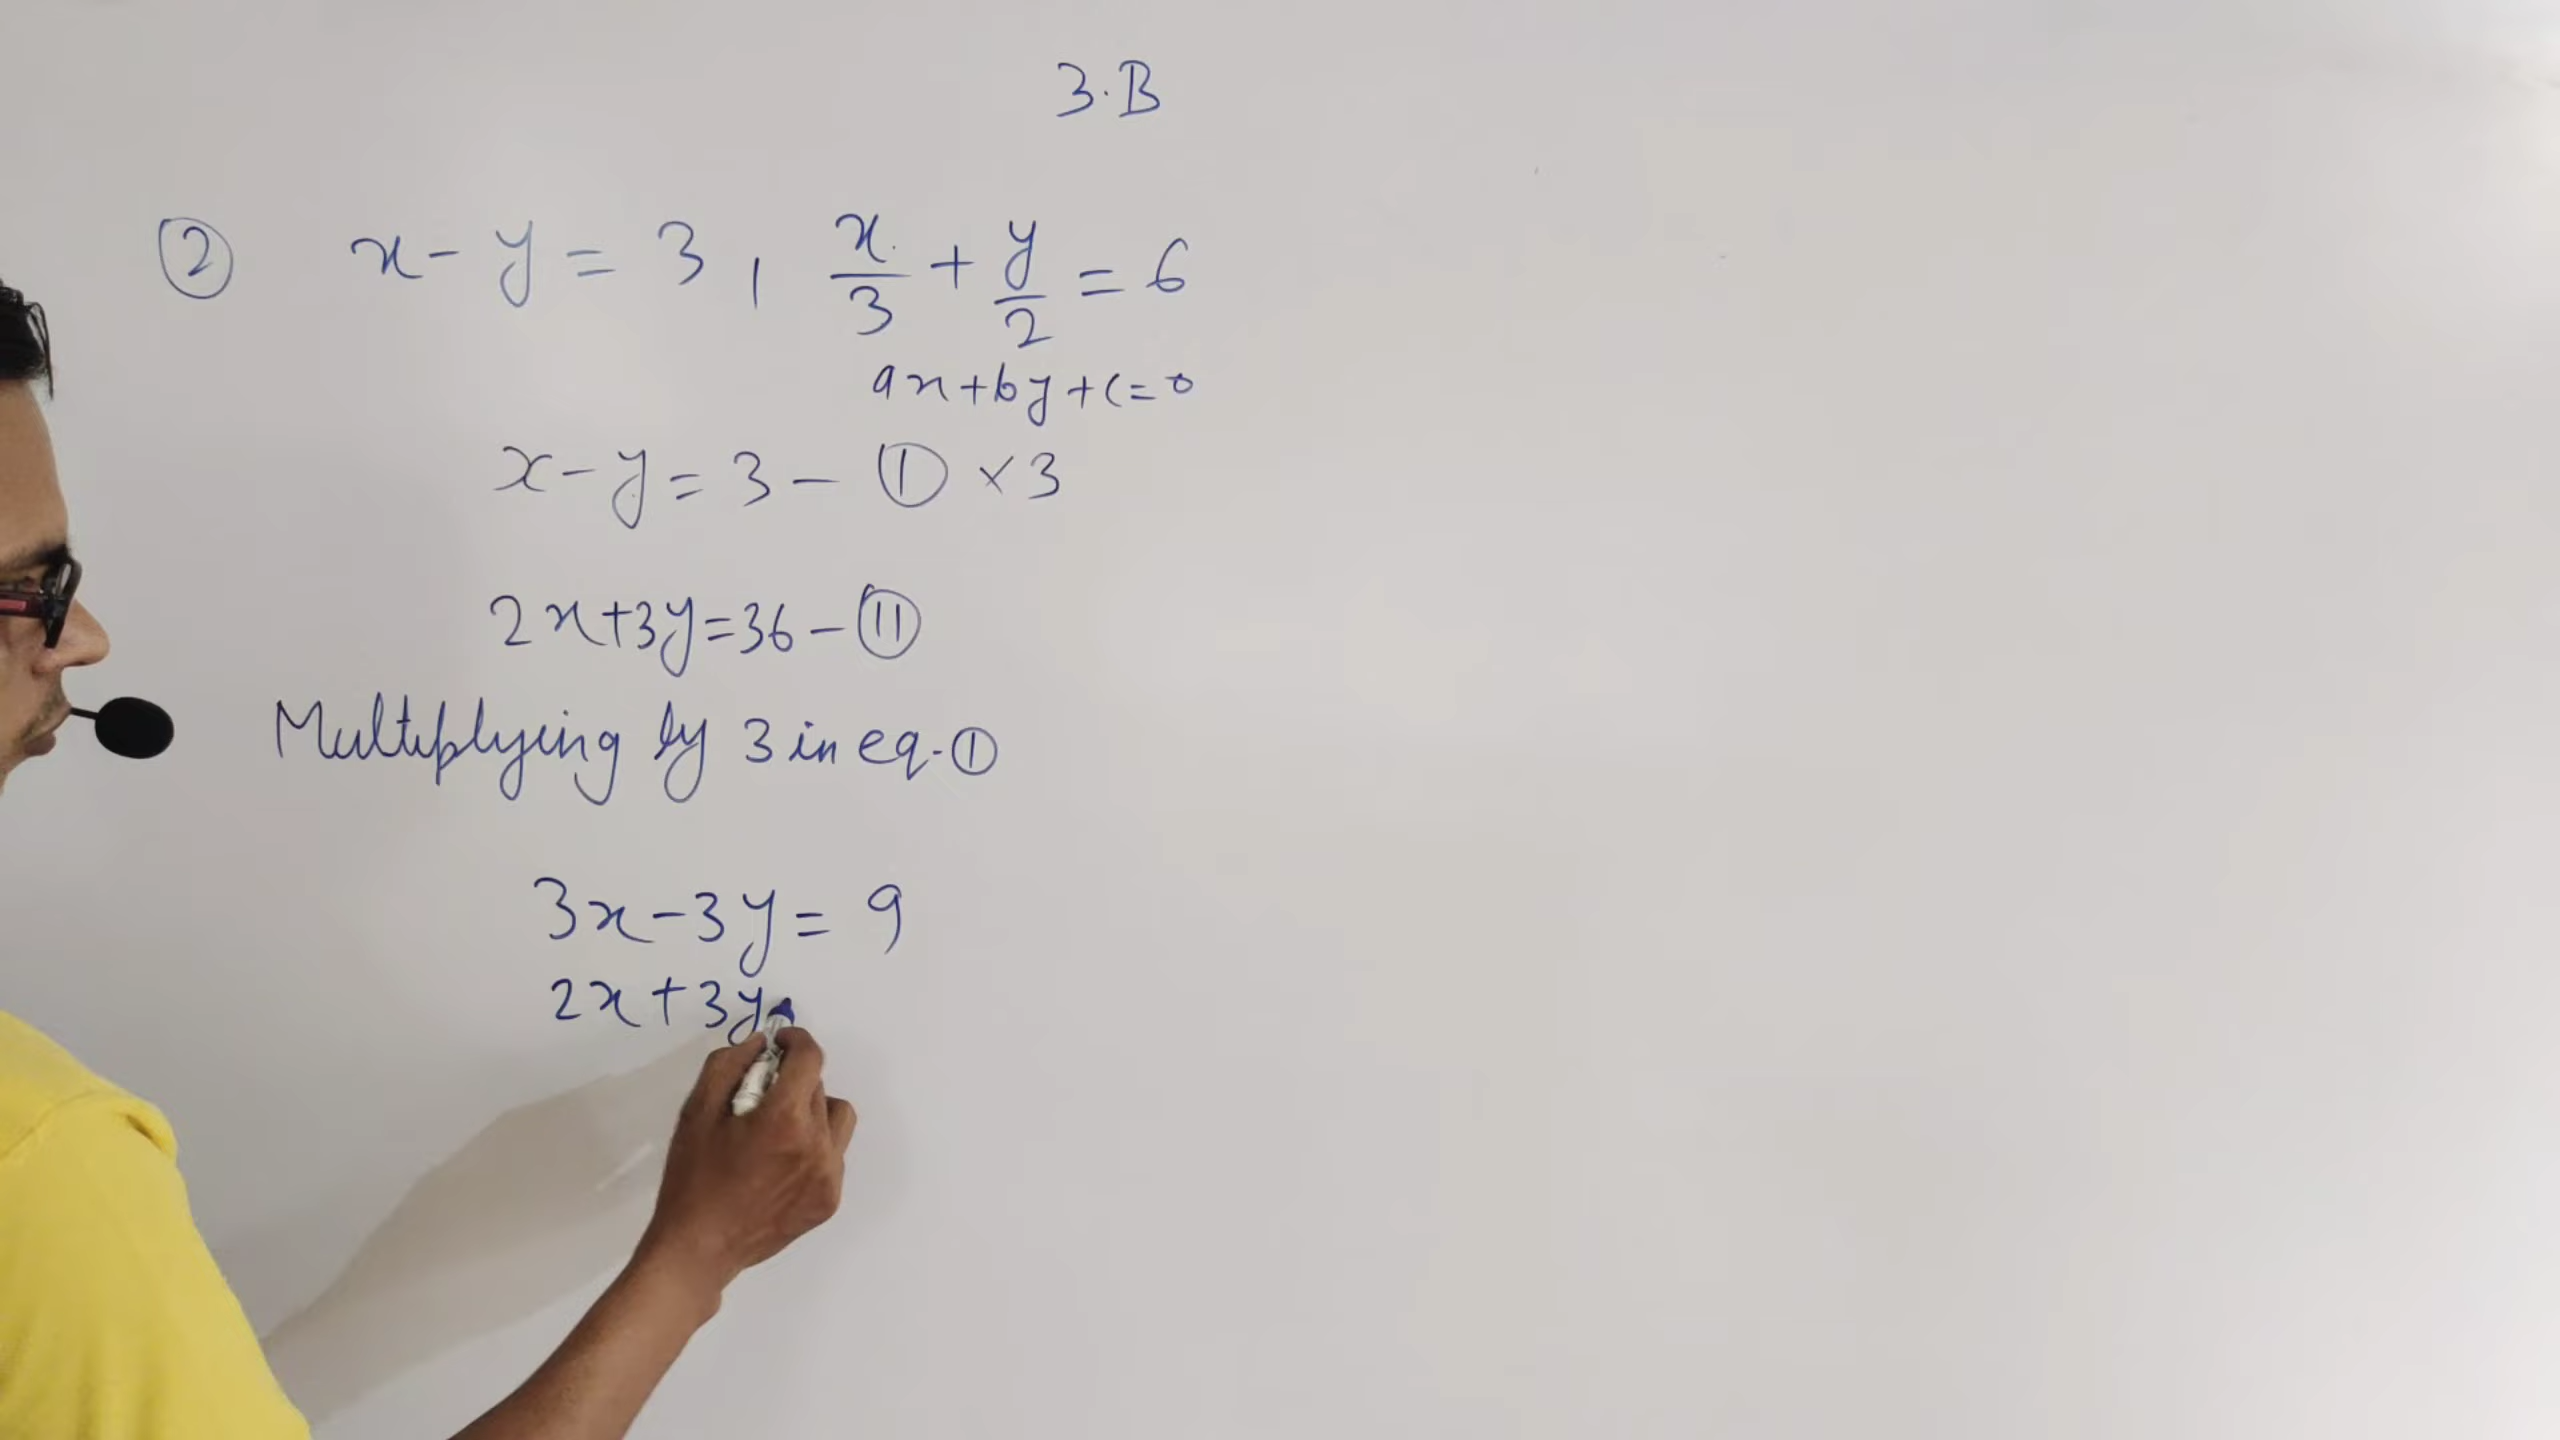 3.B
② x - y = 3, x/3 + y/2 = 6
ax+by+c=0
x - y = 3 - ① × 3
2x+3y=36 - ⑪
Multiplying by 3 in eq. ①
3x - 3y = 9
2x + 3y